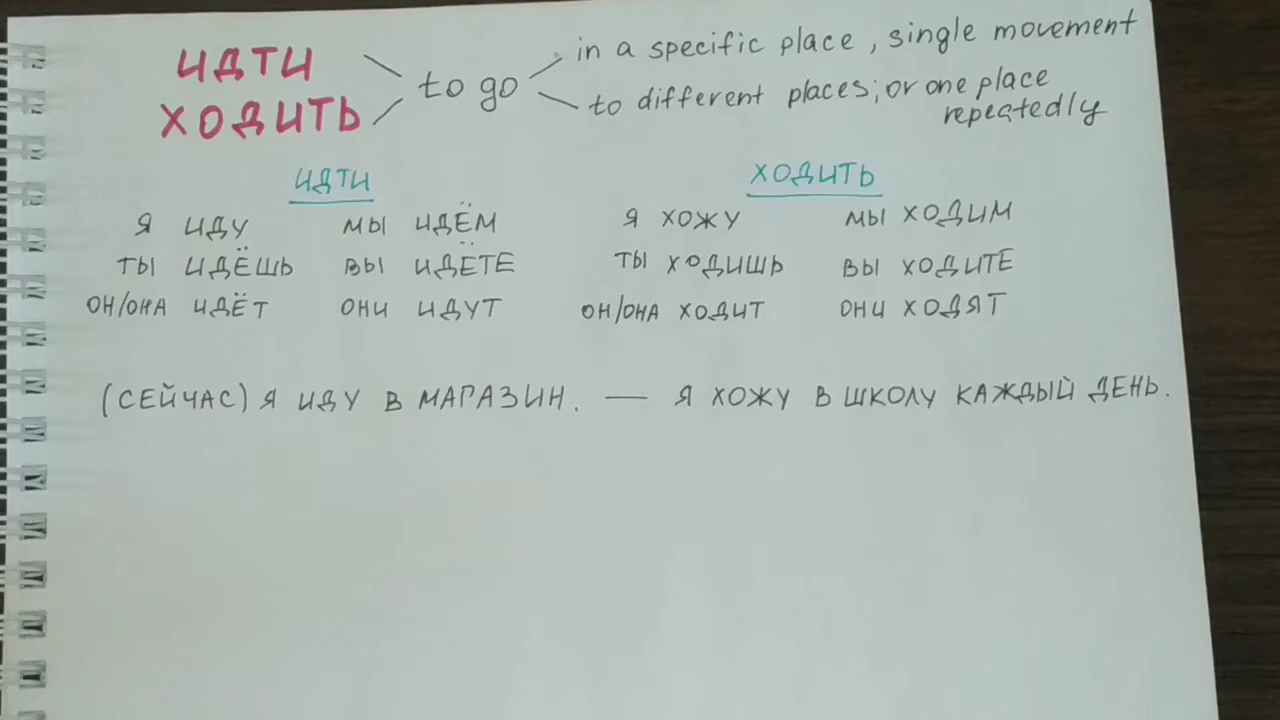 ИДТИ
ХОДИТЬ
to go
in a specific place, single movement
to different places; or one place
repeatedly
ИДТИ
Я ИДУ МЫ ИДЁМ
ТЫ ИДЁШЬ ВЫ ИДЁТЕ
ОН/ОНА ИДЁТ ОНИ ИДУТ
ХОДИТЬ
Я ХОЖУ МЫ ХОДИМ
ТЫ ХОДИШЬ ВЫ ХОДИТЕ
ОН/ОНА ХОДИТ ОНИ ХОДЯТ
(СЕЙЧАС) Я ИДУ В МАГАЗИН. — Я ХОЖУ В ШКОЛУ КАЖДЫЙ ДЕНЬ.